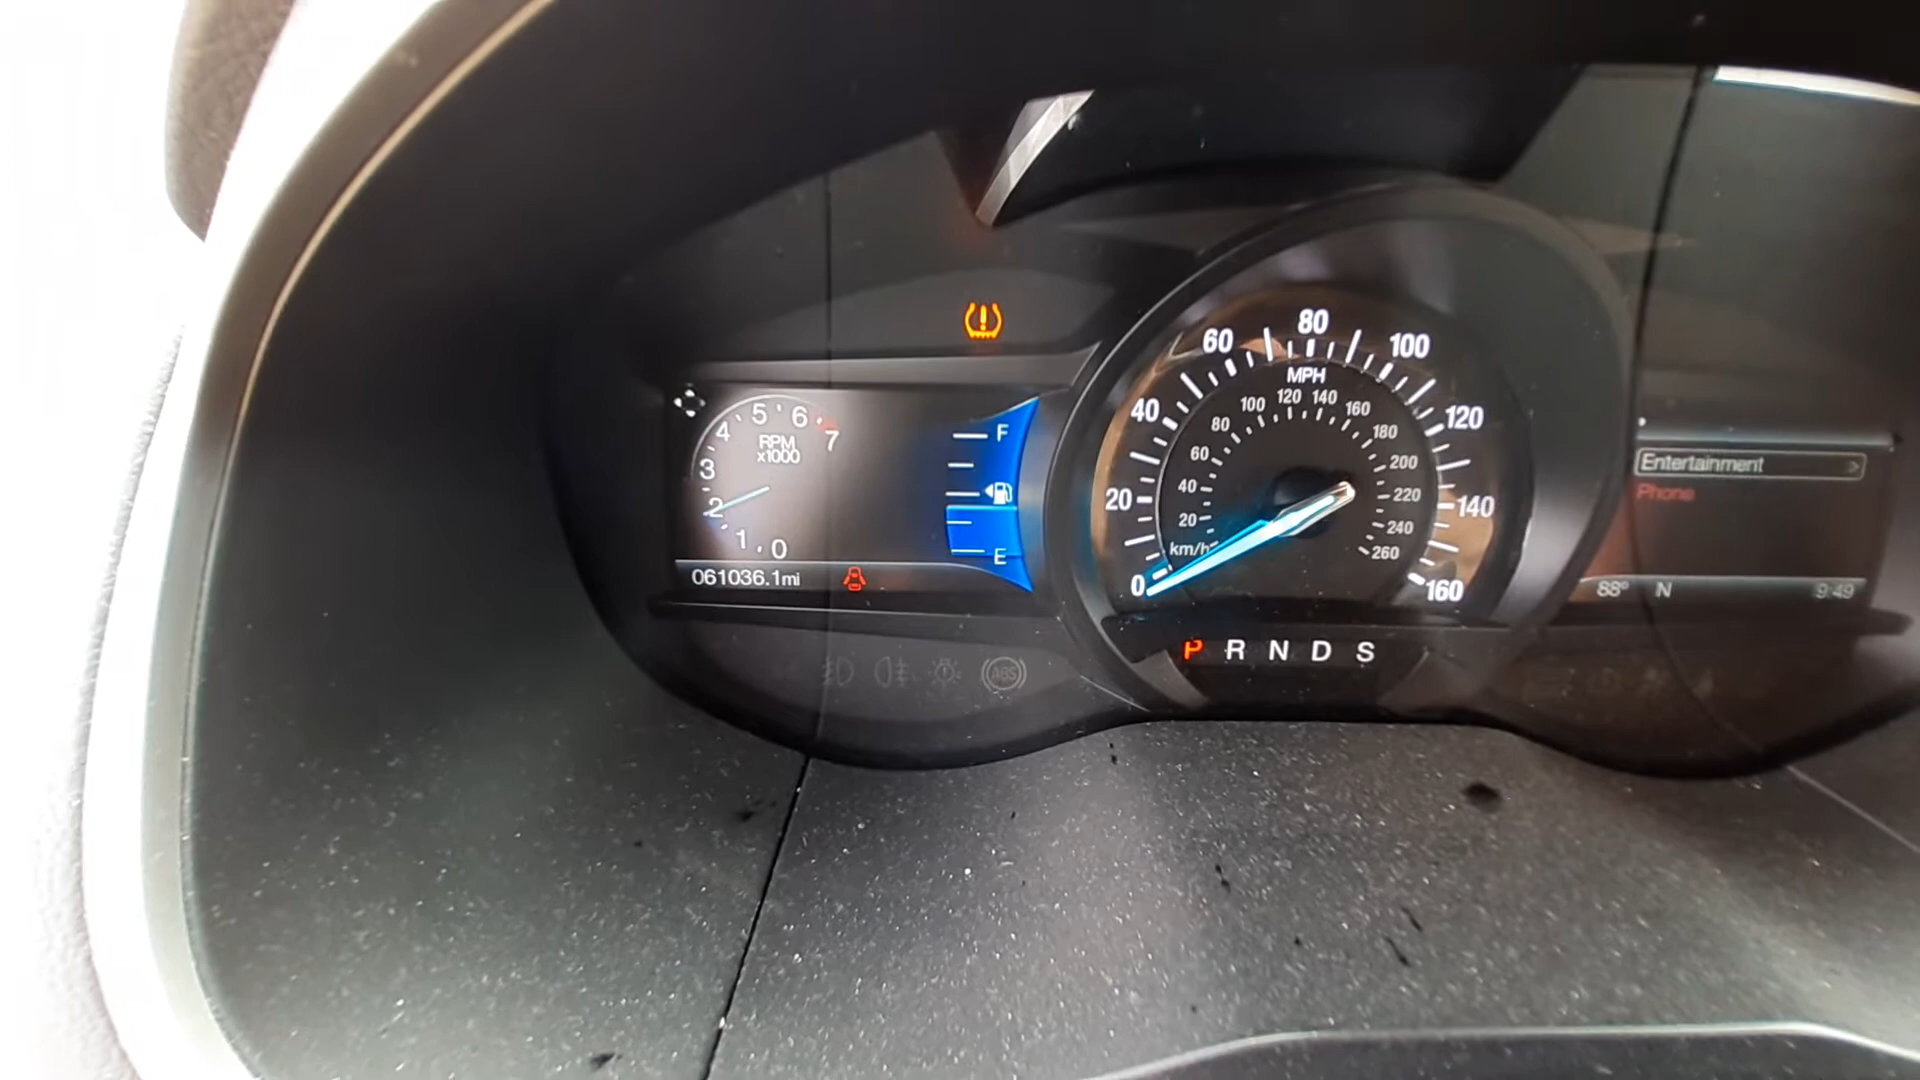 5 6
4 7
RPM
x1000
3
2
1 0
F
E
061036.1mi
80
60 100
MPH
40 120
20 140
0 160
120 140
100 160
80 180
60 200
40 220
20 240
km/h 260
P R N D S
Entertainment >
Phone
88° N 9:49
ABS